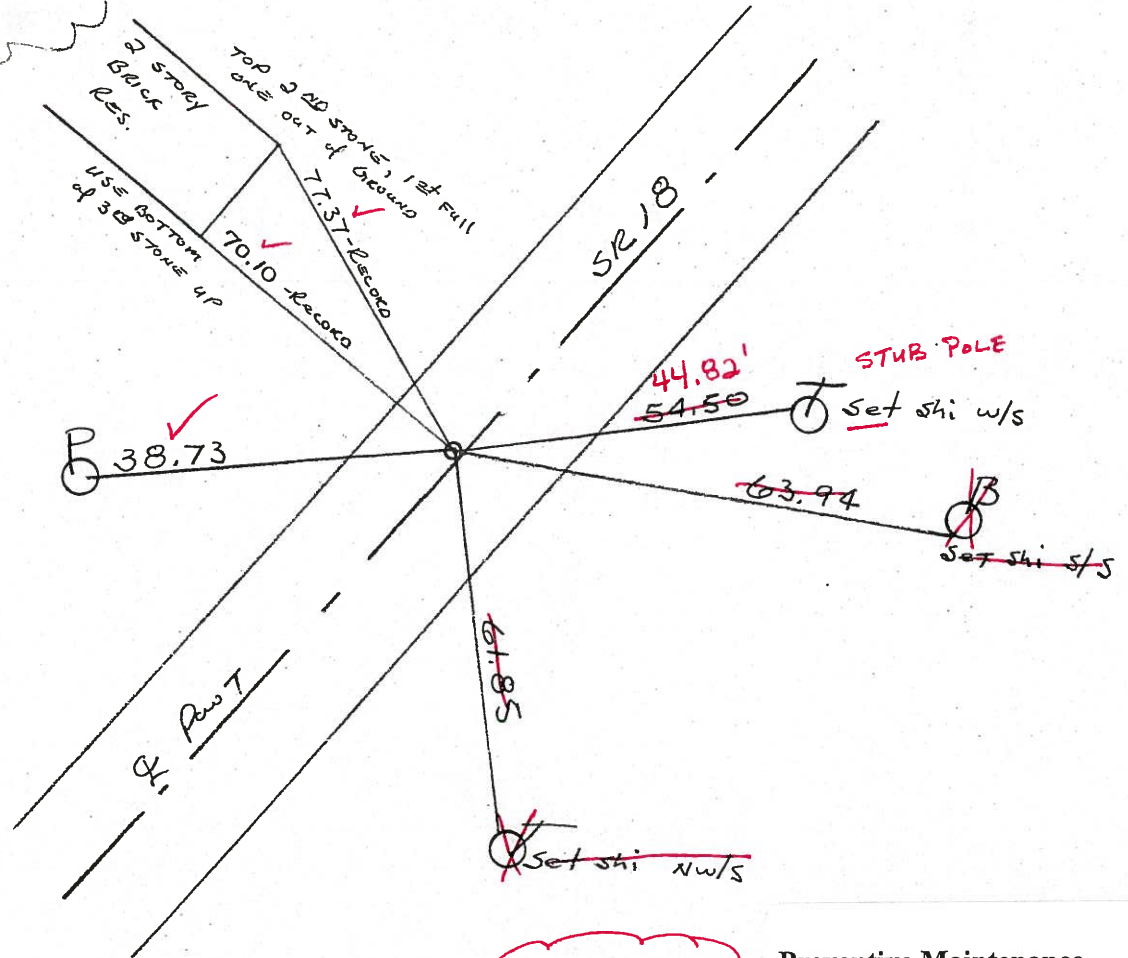 2 STORY
BRICK
RES.
TOP 2ND STONE, 1st FULL
ONE OUT of GROUND
USE BOTTOM
of 3RD STONE UP
77.37-RECORD
70.10-RECORD
SR 18
44.82'
54.50
STUB POLE
T
Set shi w/s
P
38.73
63.94
B
Set shi s/s
61.85
℄ PavT
T
Set shi NW/S
Preventive Maintenance